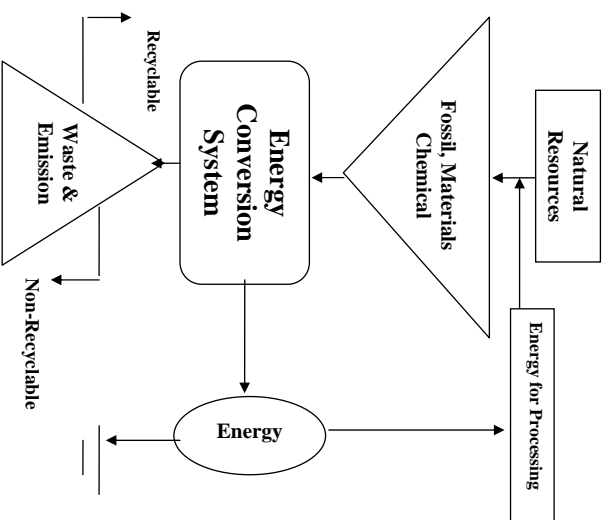 Natural
Resources
Energy for Processing
Fossil, Materials
Chemical
Energy
Conversion
System
Energy
Recyclable
Waste &
Emission
Non-Recyclable